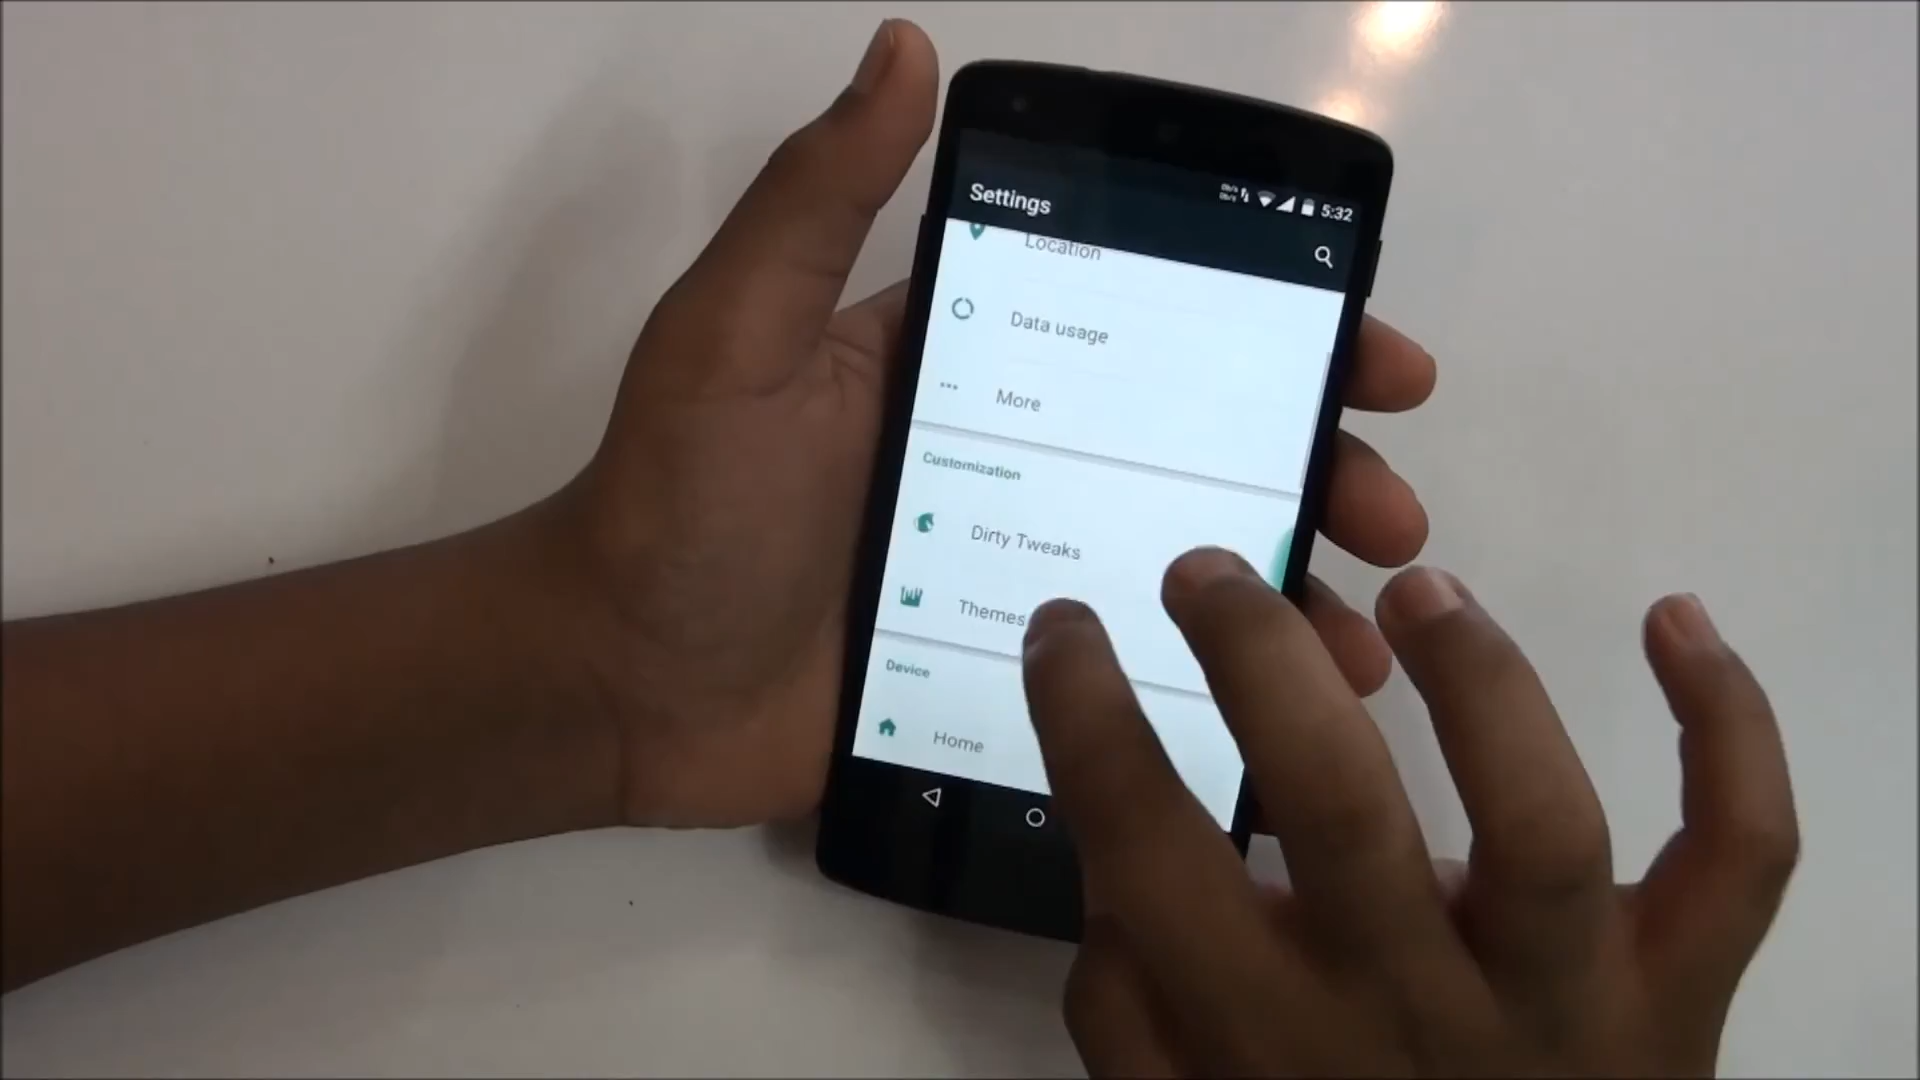 Settings
5:32
Location
Data usage
More
Customization
Dirty Tweaks
Themes
Device
Home